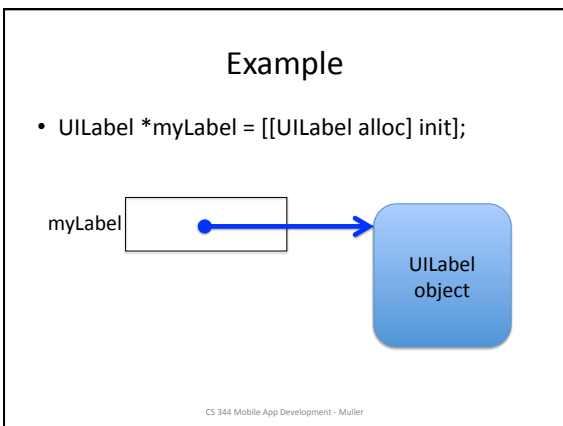 Example
• UILabel *myLabel = [[UILabel alloc] init];
myLabel
UILabel
object
CS 344 Mobile App Development - Muller